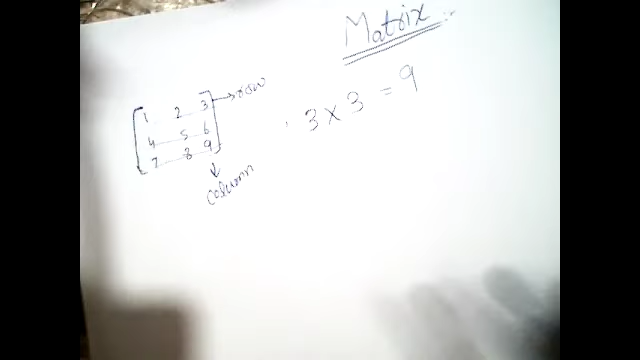 Matrix :-
1 2 3 → row
4 5 6
7 8 9
↓
column
3 × 3 = 9